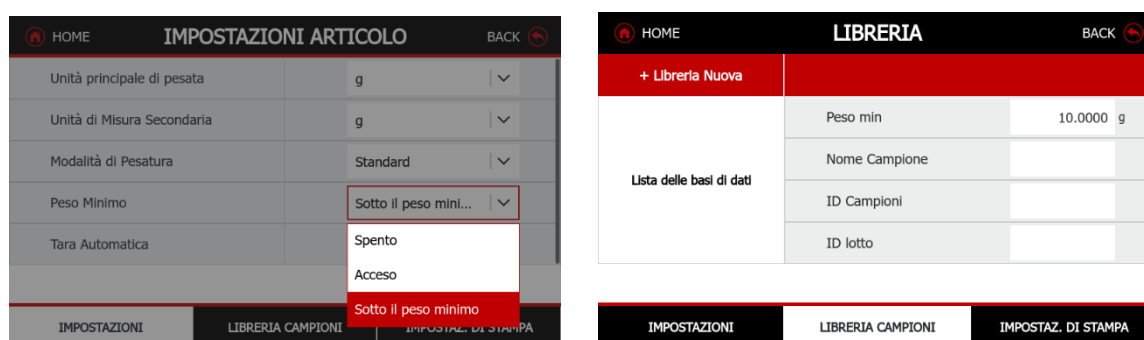 HOME IMPOSTAZIONI ARTICOLO BACK
Unità principale di pesata g
Unità di Misura Secondaria g
Modalità di Pesatura Standard
Peso Minimo Sotto il peso mini...
Tara Automatica
Spento
Acceso
Sotto il peso minimo
IMPOSTAZIONI LIBRERIA CAMPIONI IMPOSTAZ. DI STAMPA
HOME LIBRERIA BACK
+ Libreria Nuova
Lista delle basi di dati
Peso min 10.0000 g
Nome Campione
ID Campioni
ID lotto
IMPOSTAZIONI LIBRERIA CAMPIONI IMPOSTAZ. DI STAMPA